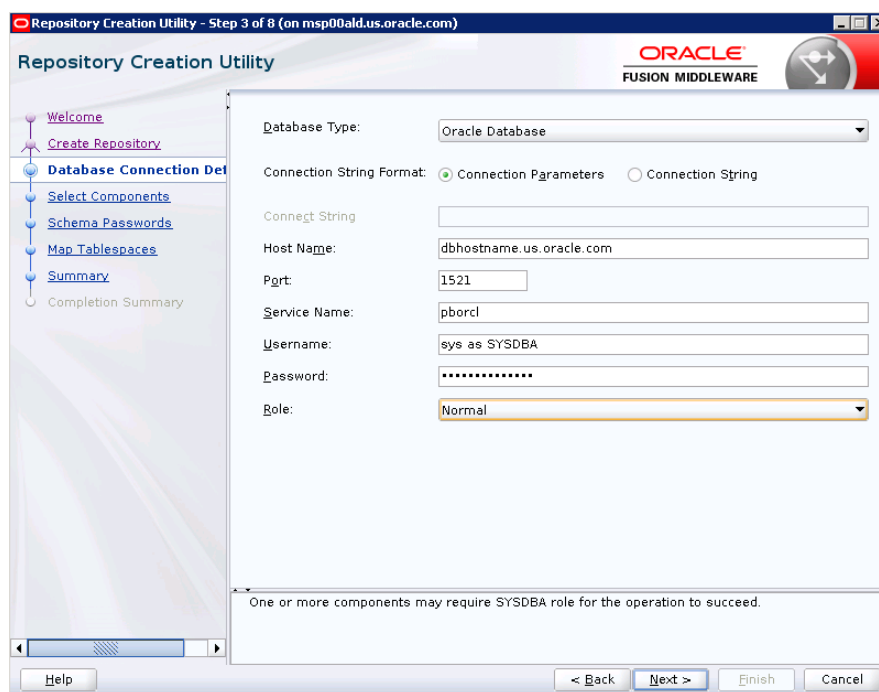 Repository Creation Utility - Step 3 of 8 (on msp00ald.us.oracle.com)
Repository Creation Utility
ORACLE
FUSION MIDDLEWARE
Welcome
Create Repository
Database Connection Det
Select Components
Schema Passwords
Map Tablespaces
Summary
Completion Summary
Database Type: Oracle Database
Connection String Format: Connection Parameters Connection String
Connect String
Host Name: dbhostname.us.oracle.com
Port: 1521
Service Name: pborcl
Username: sys as SYSDBA
Password: ••••••••••••••
Role: Normal
One or more components may require SYSDBA role for the operation to succeed.
Help < Back Next > Finish Cancel